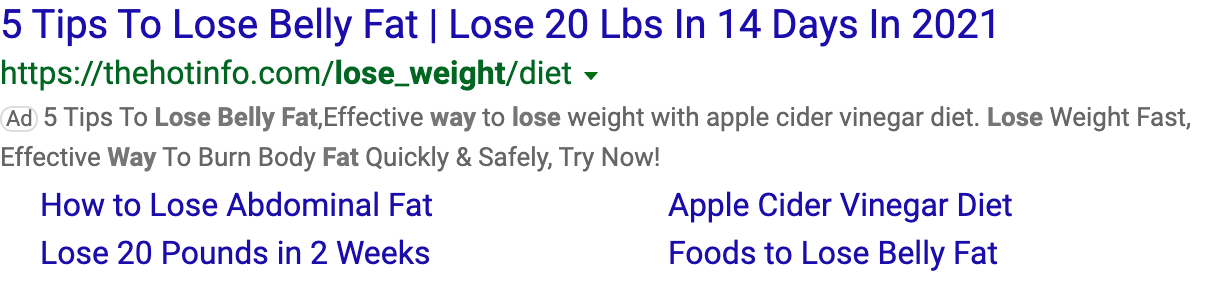 5 Tips To Lose Belly Fat | Lose 20 Lbs In 14 Days In 2021
https://thehotinfo.com/lose_weight/diet
Ad 5 Tips To Lose Belly Fat,Effective way to lose weight with apple cider vinegar diet. Lose Weight Fast,
Effective Way To Burn Body Fat Quickly & Safely, Try Now!
How to Lose Abdominal Fat
Apple Cider Vinegar Diet
Lose 20 Pounds in 2 Weeks
Foods to Lose Belly Fat